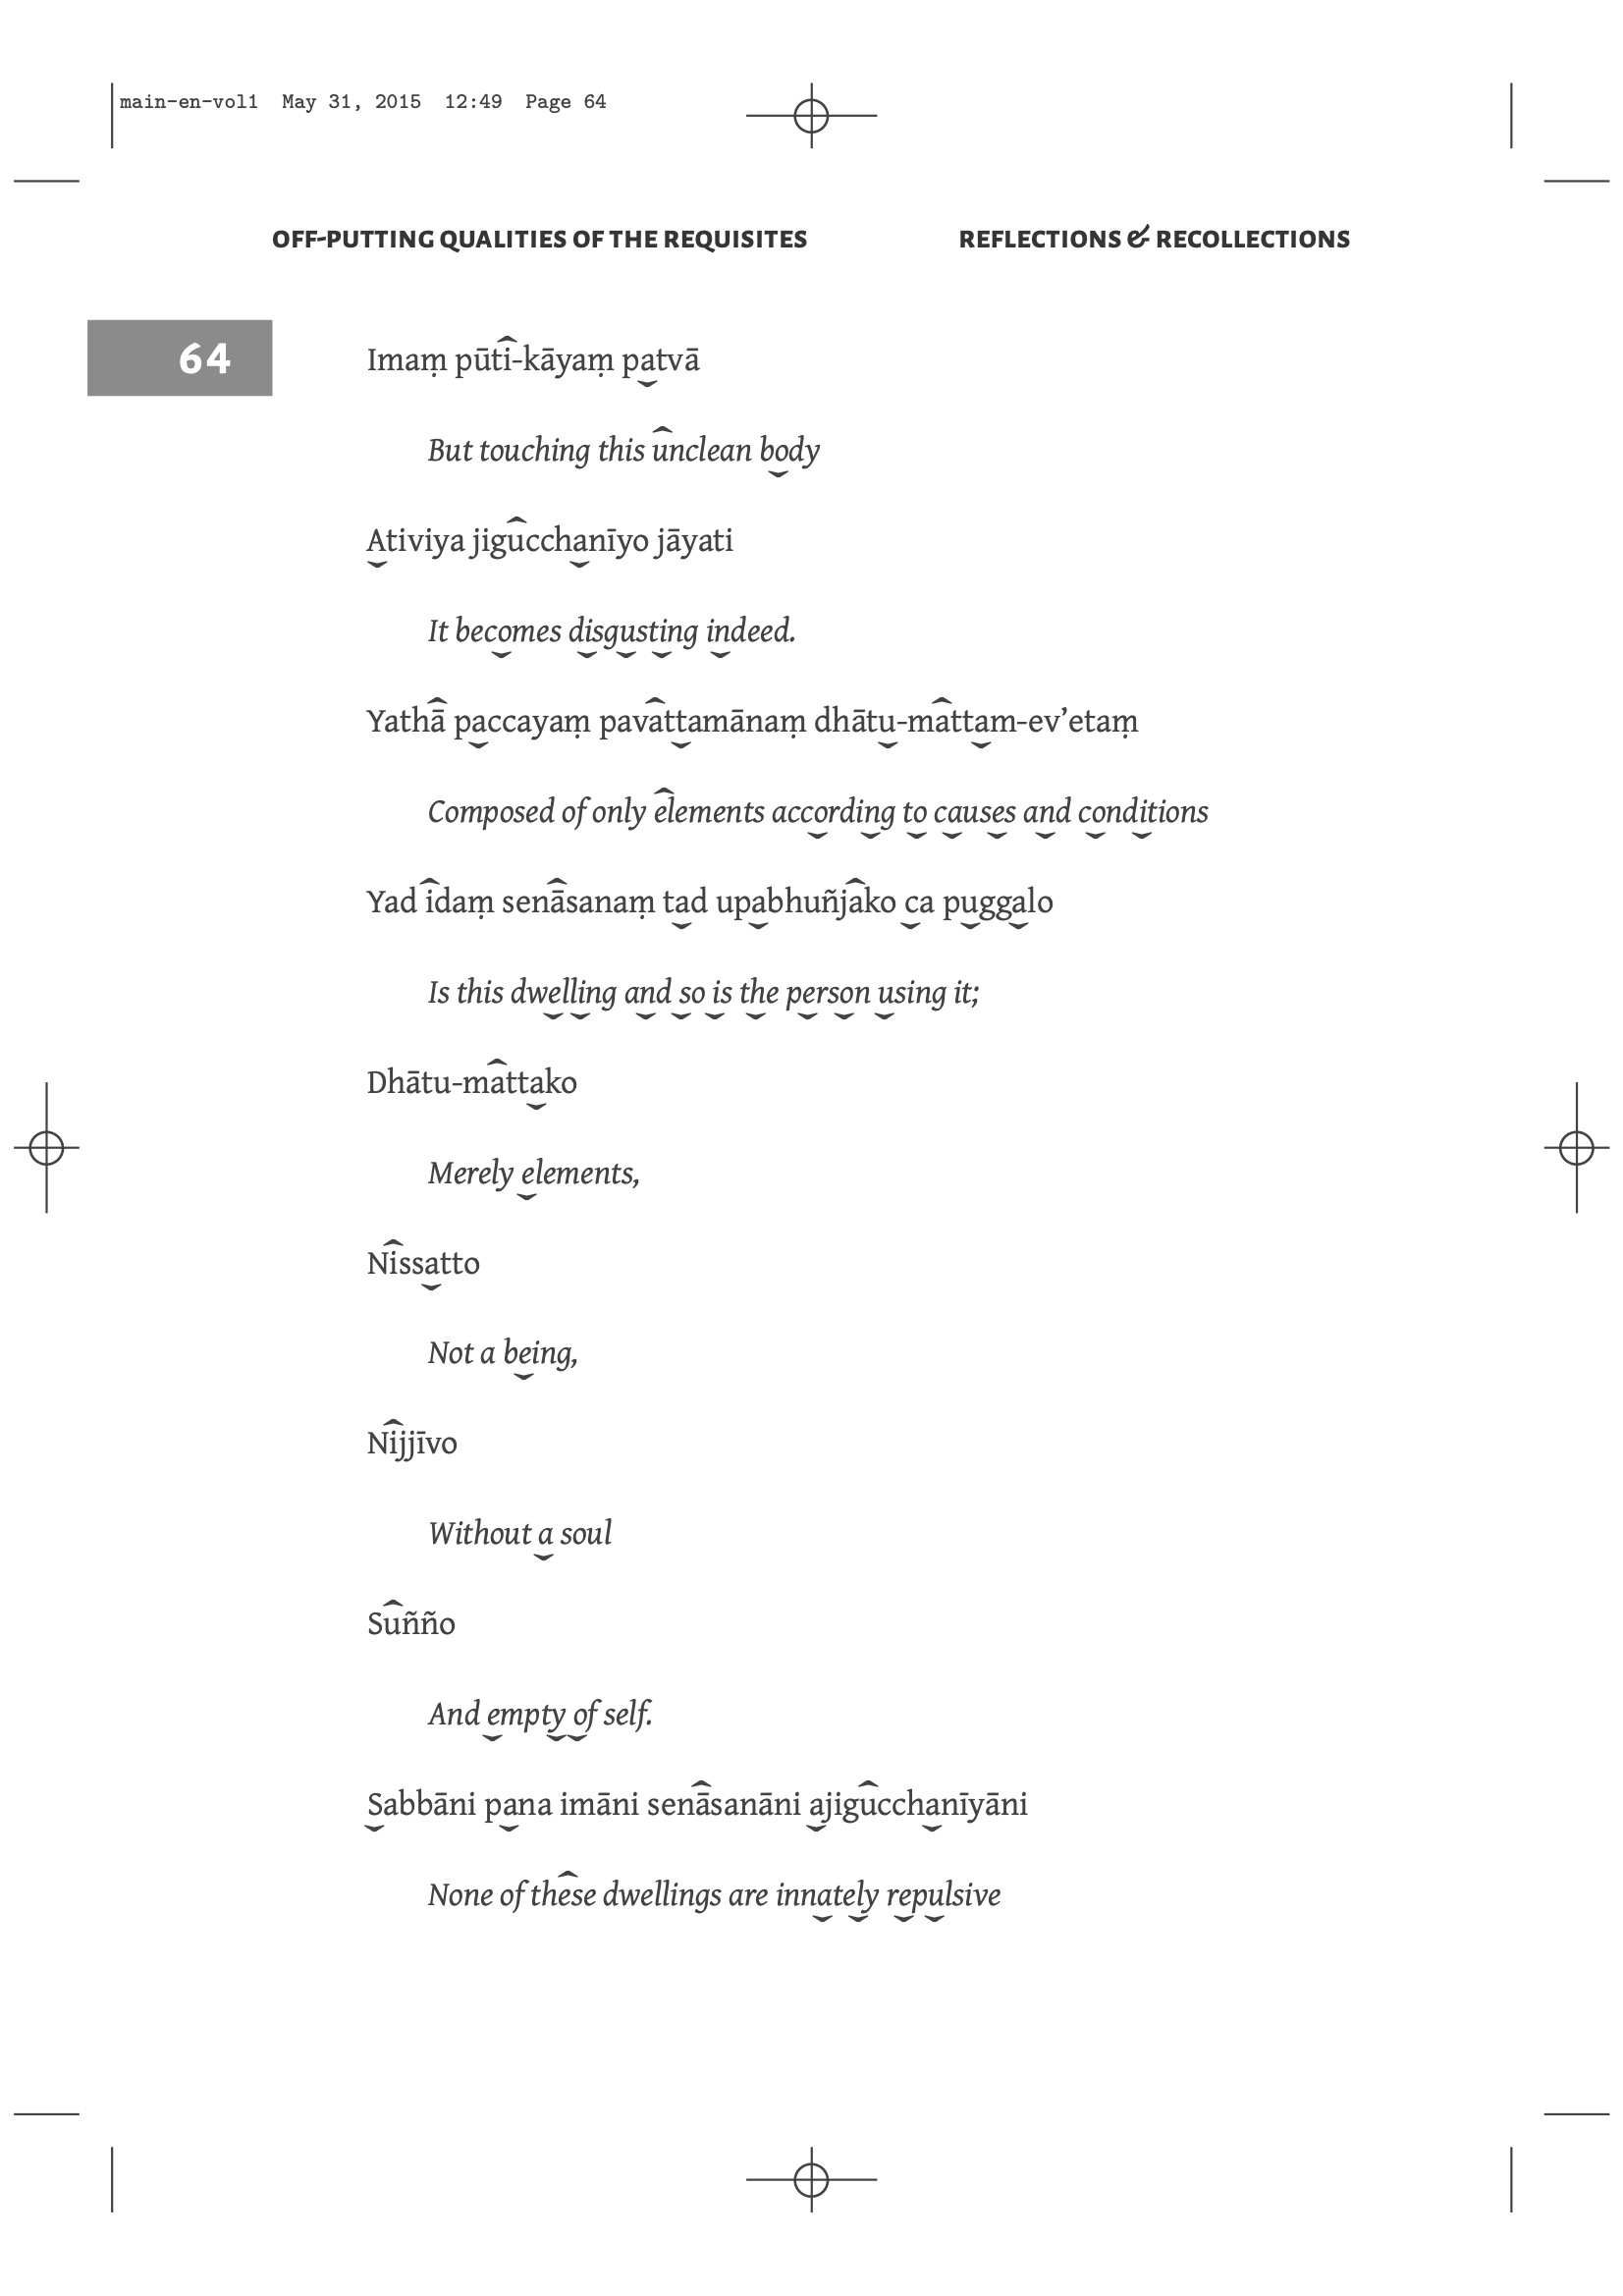 main-en-vol1 May 31, 2015 12:49 Page 64
OFF-PUTTING QUALITIES OF THE REQUISITES REFLECTIONS & RECOLLECTIONS
64
Imaṃ pūti-kāyaṃ patvā
But touching this unclean body
Ativiya jigucchanīyo jāyati
It becomes disgusting indeed.
Yathā paccayaṃ pavattamānaṃ dhātu-mattam-ev’etaṃ
Composed of only elements according to causes and conditions
Yad idaṃ senāsanaṃ tad upabhuñjako ca puggalo
Is this dwelling and so is the person using it;
Dhātu-mattako
Merely elements,
Nissatto
Not a being,
Nijjīvo
Without a soul
Suñño
And empty of self.
Sabbāni pana imāni senāsanāni ajigucchanīyāni
None of these dwellings are innately repulsive